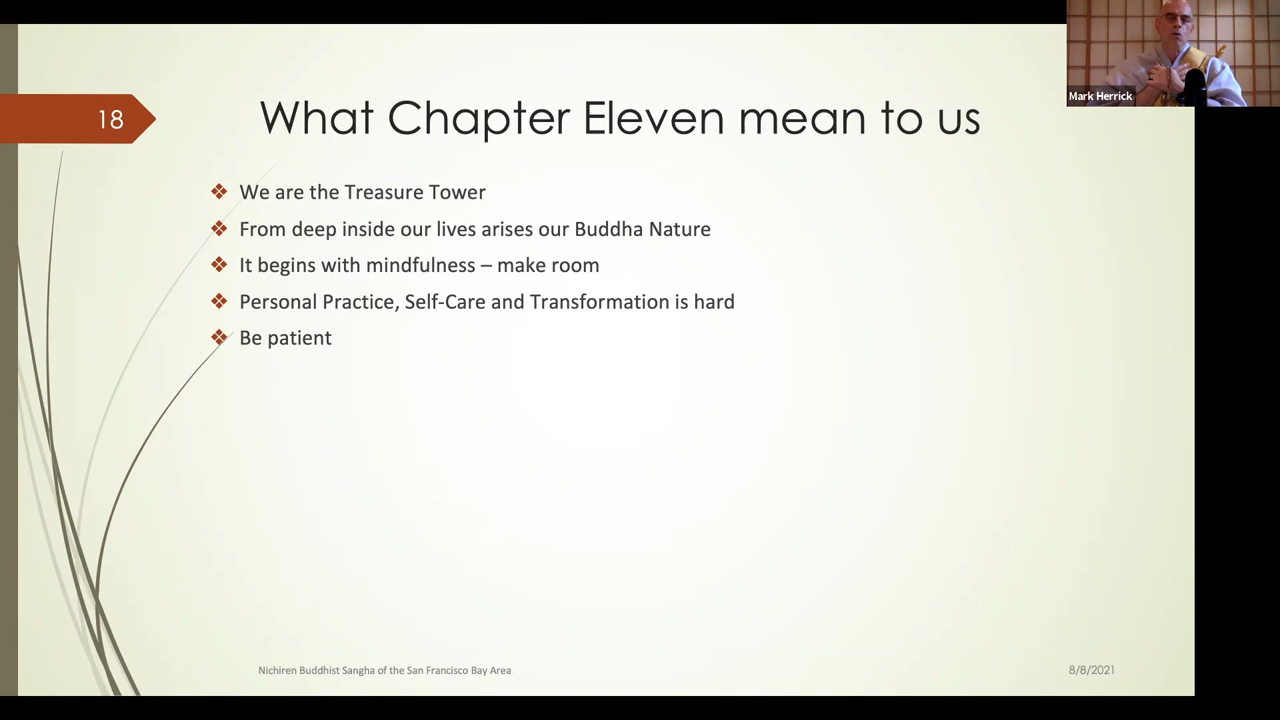 Mark Herrick
18
What Chapter Eleven mean to us
We are the Treasure Tower
From deep inside our lives arises our Buddha Nature
It begins with mindfulness – make room
Personal Practice, Self-Care and Transformation is hard
Be patient
Nichiren Buddhist Sangha of the San Francisco Bay Area
8/8/2021